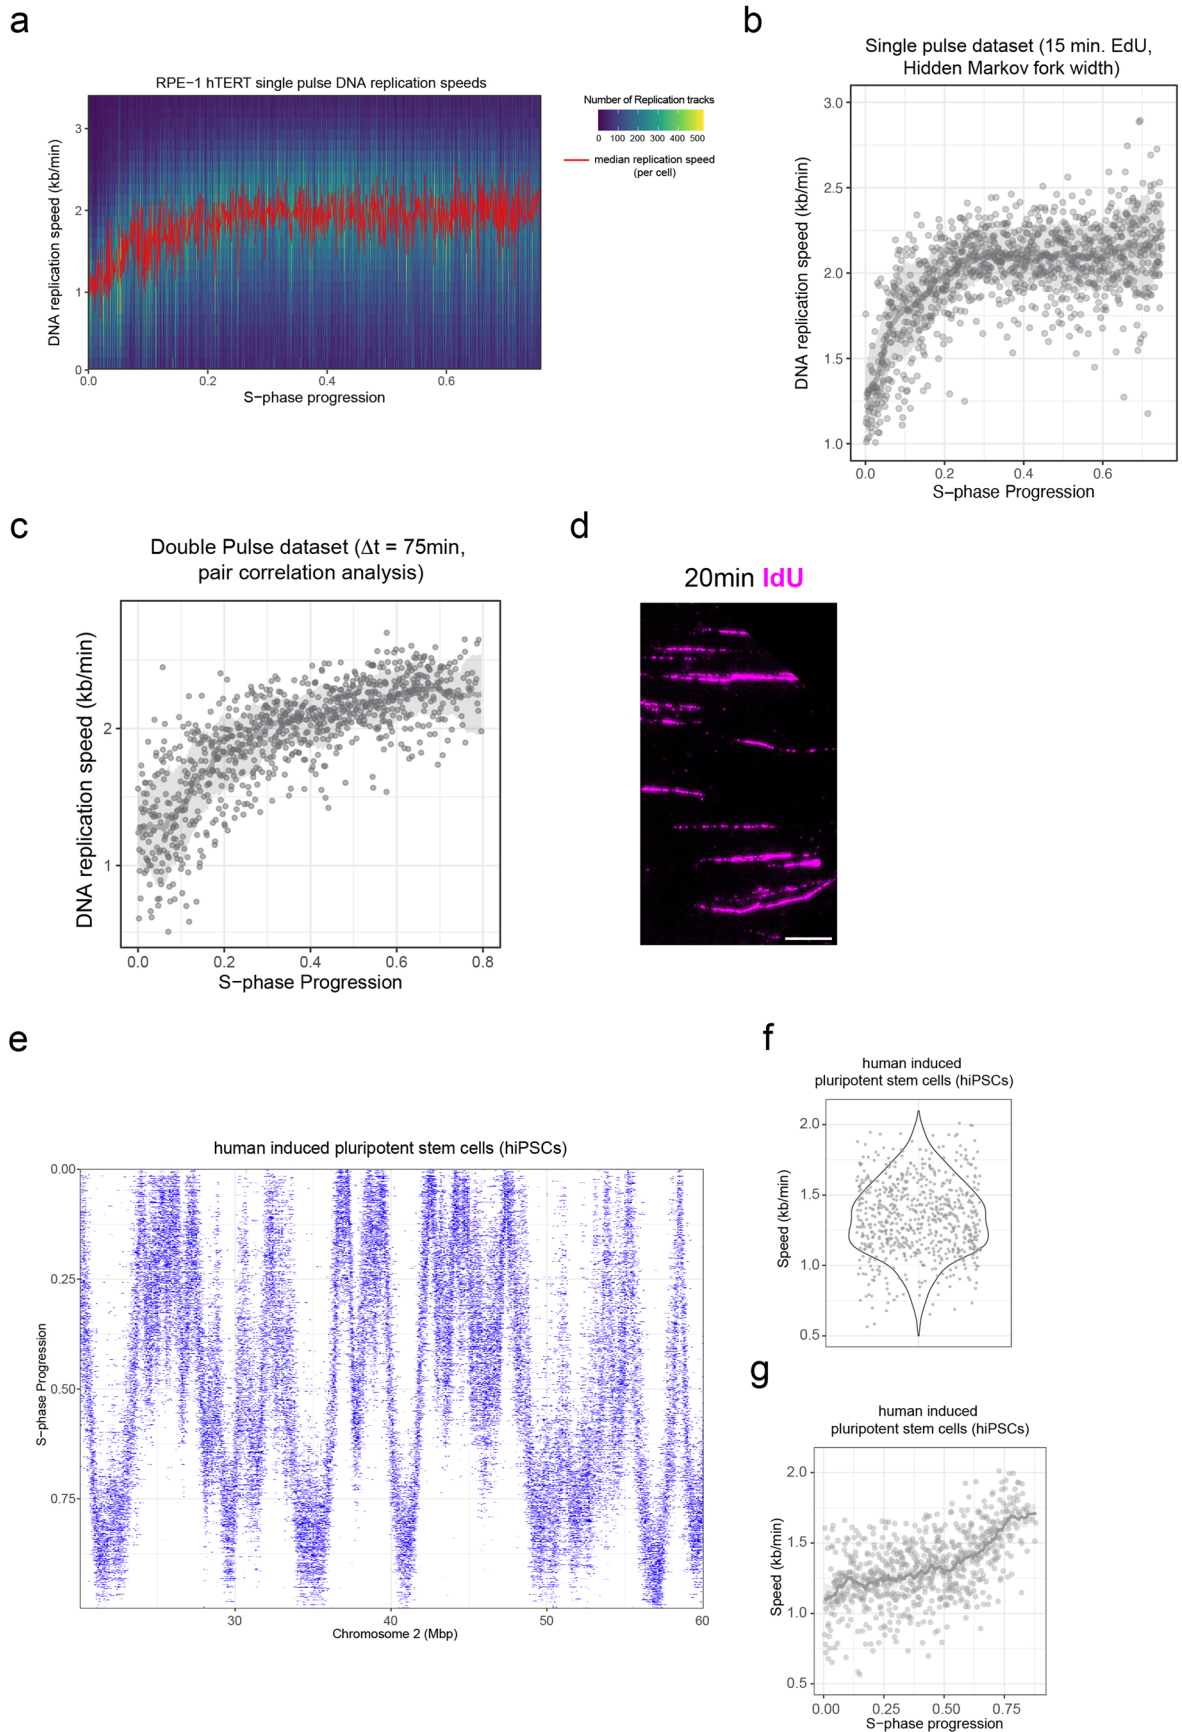 a
RPE−1 hTERT single pulse DNA replication speeds
DNA replication speed (kb/min)
3
2
1
0
0.0
0.2
0.4
0.6
S−phase progression
Number of Replication tracks
0 100 200 300 400 500
median replication speed
(per cell)
b
Single pulse dataset (15 min. EdU,
Hidden Markov fork width)
DNA replication speed (kb/min)
3.0
2.5
2.0
1.5
1.0
0.0
0.2
0.4
0.6
S−phase Progression
c
Double Pulse dataset (Δt = 75min,
pair correlation analysis)
DNA replication speed (kb/min)
2
1
0.0
0.2
0.4
0.6
0.8
S−phase Progression
d
20min IdU
e
human induced pluripotent stem cells (hiPSCs)
S−phase Progression
0.00
0.25
0.50
0.75
30
40
50
60
Chromosome 2 (Mbp)
f
human induced
pluripotent stem cells (hiPSCs)
Speed (kb/min)
2.0
1.5
1.0
0.5
g
human induced
pluripotent stem cells (hiPSCs)
Speed (kb/min)
2.0
1.5
1.0
0.5
0.00
0.25
0.50
0.75
S−phase progression